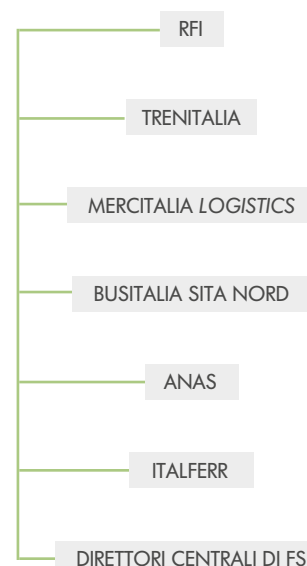 RFI
TRENITALIA
MERCITALIA LOGISTICS
BUSITALIA SITA NORD
ANAS
ITALFERR
DIRETTORI CENTRALI DI FS